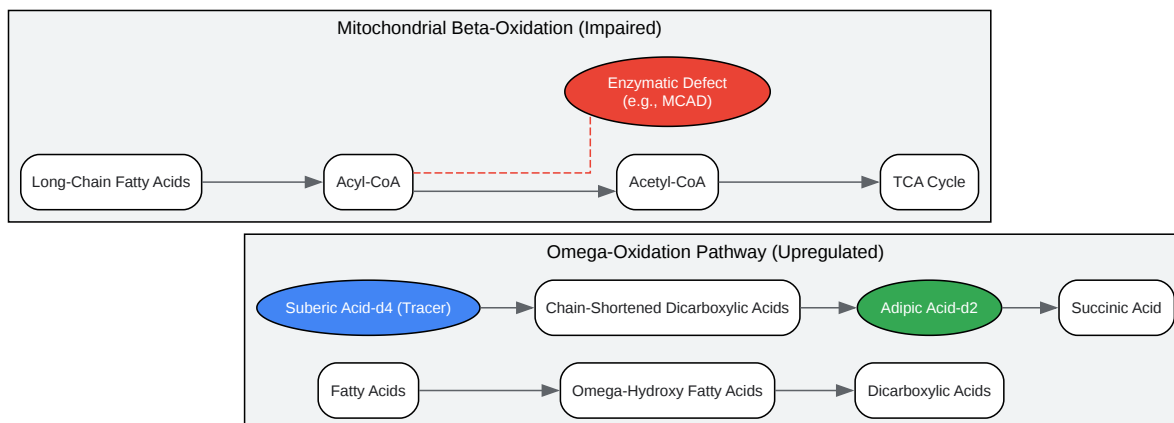 Mitochondrial Beta-Oxidation (Impaired)
Enzymatic Defect
(e.g., MCAD)
Long-Chain Fatty Acids
Acyl-CoA
Acetyl-CoA
TCA Cycle
Omega-Oxidation Pathway (Upregulated)
Suberic Acid-d4 (Tracer)
Chain-Shortened Dicarboxylic Acids
Adipic Acid-d2
Succinic Acid
Fatty Acids
Omega-Hydroxy Fatty Acids
Dicarboxylic Acids